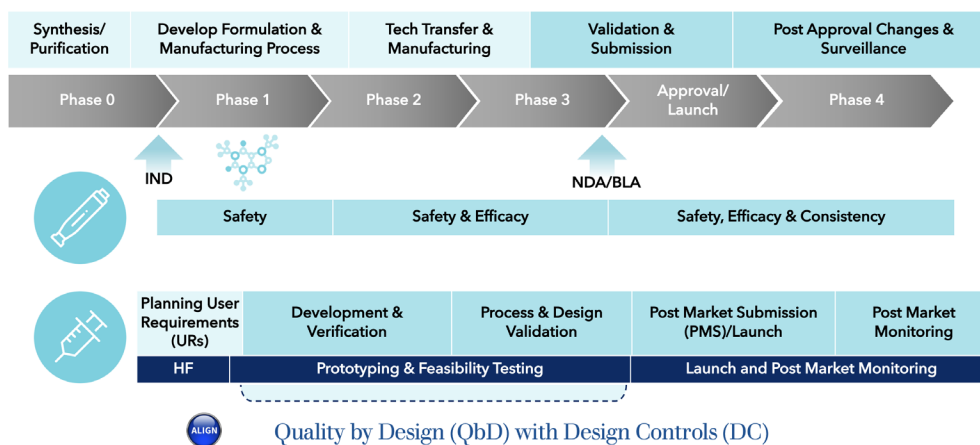 Synthesis/
Purification
Develop Formulation &
Manufacturing Process
Tech Transfer &
Manufacturing
Validation &
Submission
Post Approval Changes &
Surveillance
Phase 0
Phase 1
Phase 2
Phase 3
Approval/
Launch
Phase 4
IND
NDA/BLA
Safety
Safety & Efficacy
Safety, Efficacy & Consistency
Planning User
Requirements
(URs)
Development &
Verification
Process & Design
Validation
Post Market Submission
(PMS)/Launch
Post Market
Monitoring
HF
Prototyping & Feasibility Testing
Launch and Post Market Monitoring
ALIGN
Quality by Design (QbD) with Design Controls (DC)